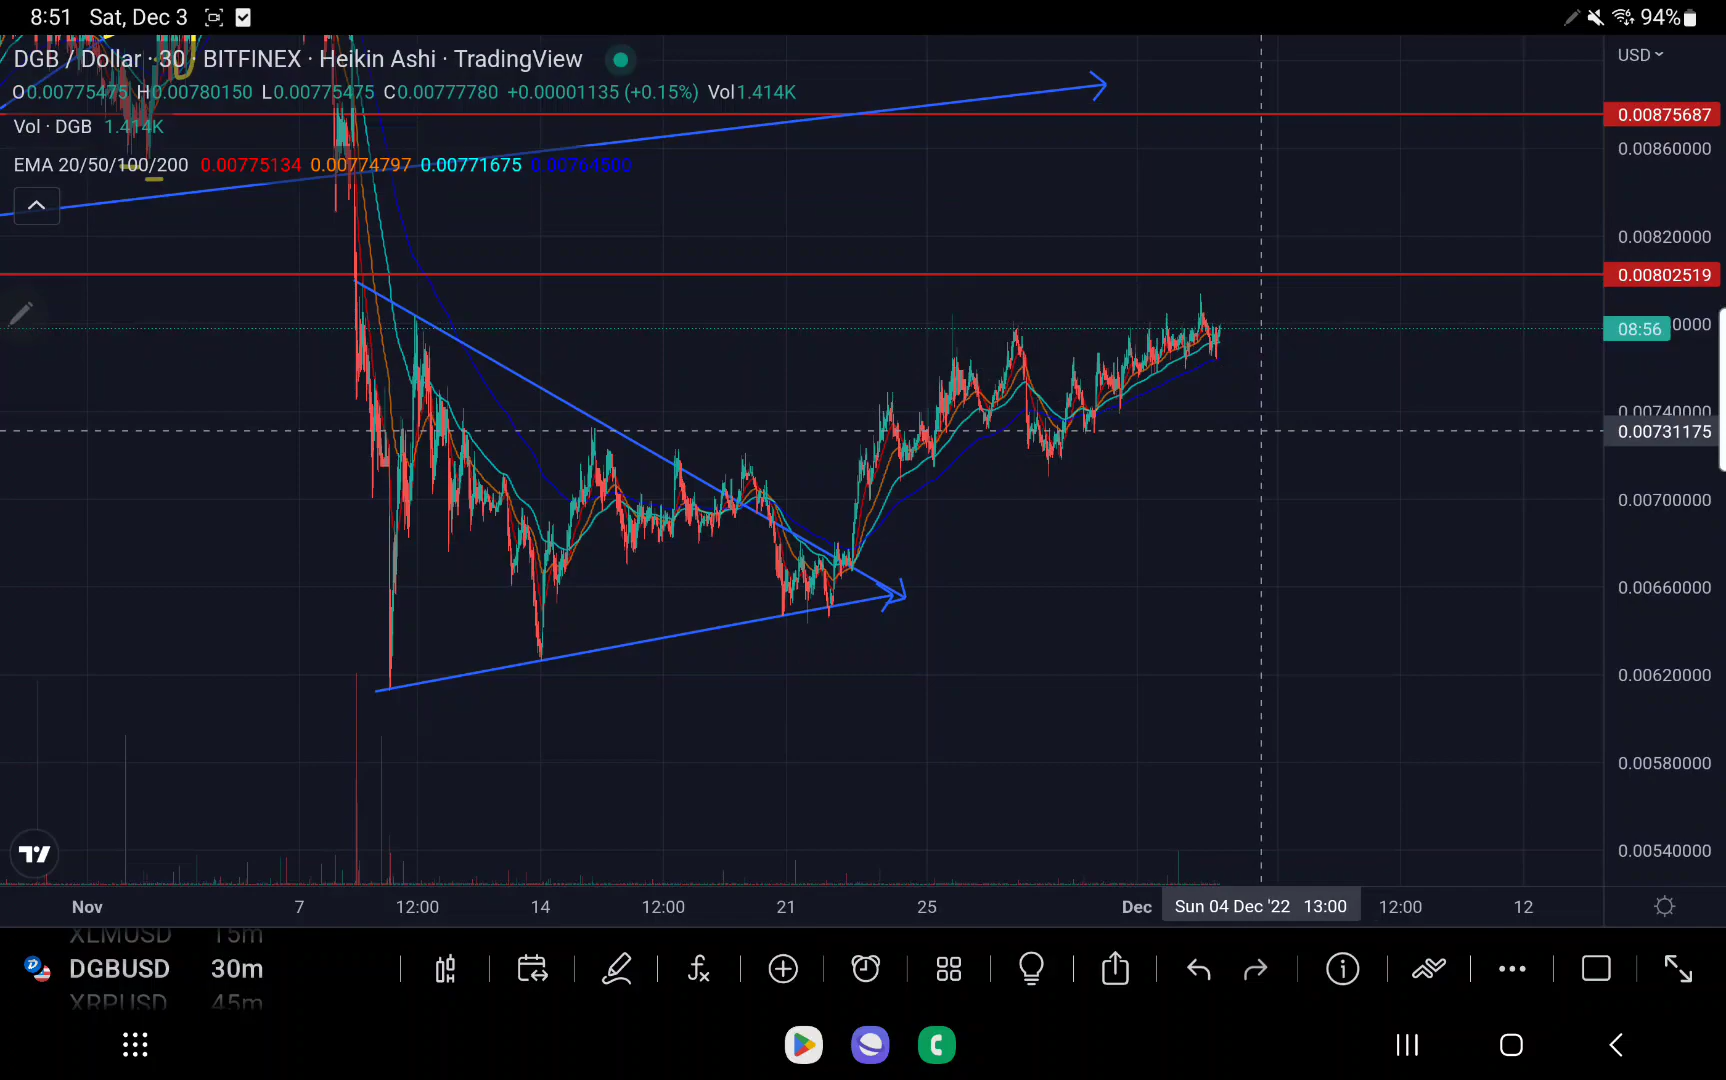 8:51 Sat, Dec 3 94%
DGB / Dollar · 30 · BITFINEX · Heikin Ashi · TradingView
USD
O0.00775475 H0.00780150 L0.00775475 C0.00777780 +0.00001135 (+0.15%) Vol1.414K
Vol · DGB 1.414K
EMA 20/50/100/200 0.00775134 0.00774797 0.00771675 0.00764500
0.00875687
0.00860000
0.00820000
0.00802519
08:56
0.00740000
0.00731175
0.00700000
0.00660000
0.00620000
0.00580000
0.00540000
Nov 7 12:00 14 12:00 21 25 Dec Sun 04 Dec '22 13:00 12:00 12
XLMUSD 15m
DGBUSD 30m
XRPUSD 45m